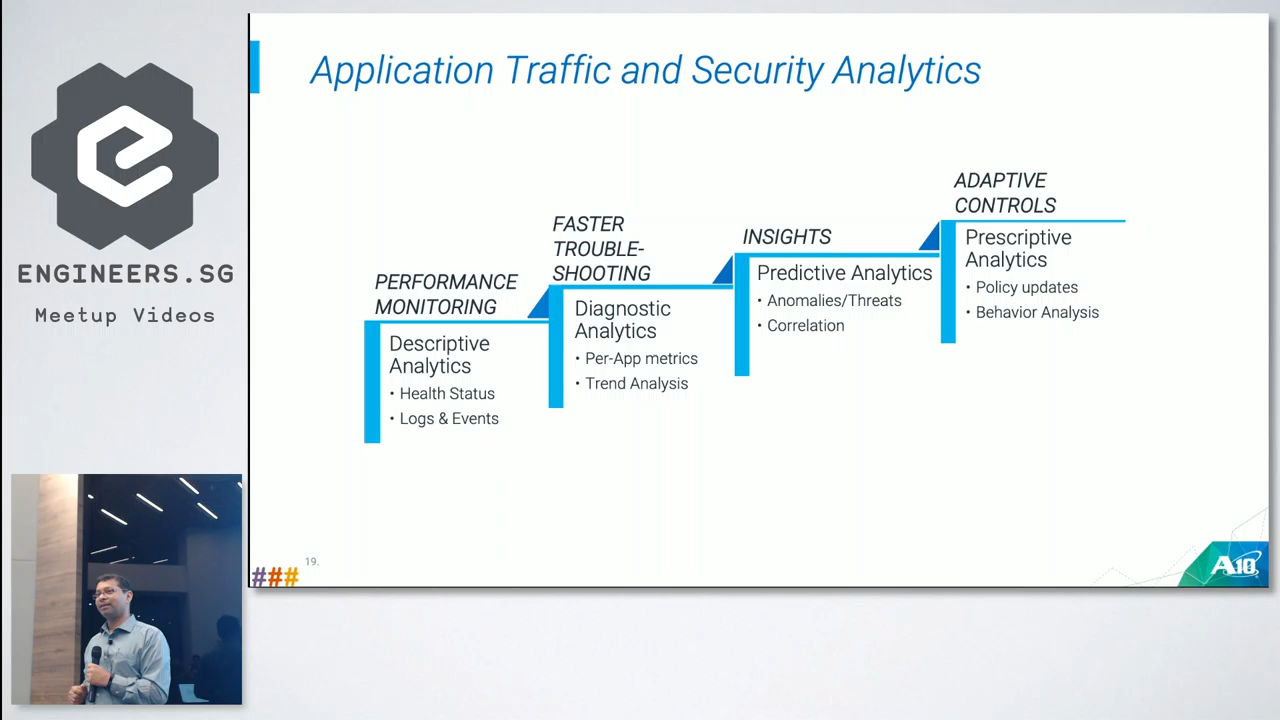 ENGINEERS.SG
Meetup Videos
Application Traffic and Security Analytics
PERFORMANCE
MONITORING
Descriptive
Analytics
• Health Status
• Logs & Events
FASTER
TROUBLE-
SHOOTING
Diagnostic
Analytics
• Per-App metrics
• Trend Analysis
INSIGHTS
Predictive Analytics
• Anomalies/Threats
• Correlation
ADAPTIVE
CONTROLS
Prescriptive
Analytics
• Policy updates
• Behavior Analysis
19.
###
A10